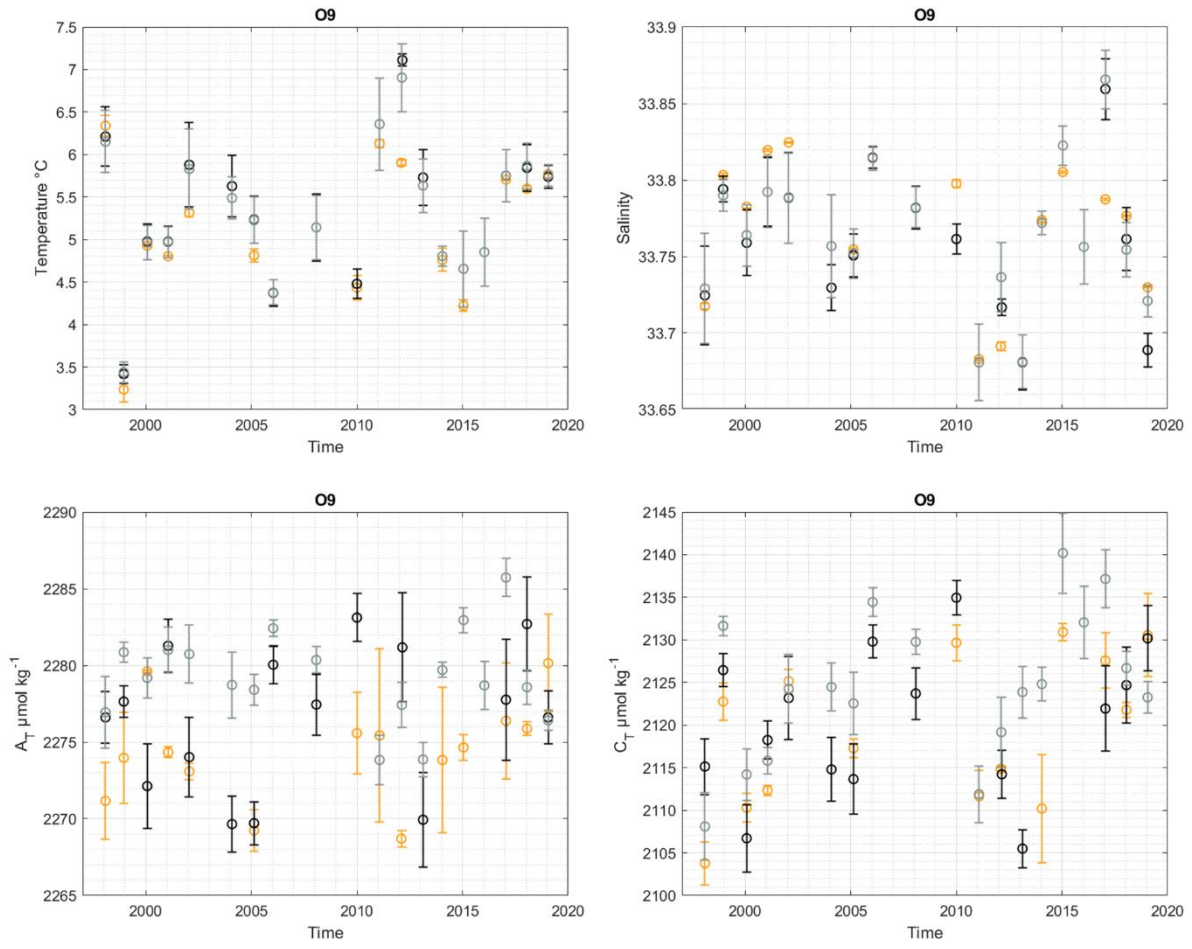 O9
7.5
7
6.5
6
5.5
5
4.5
4
3.5
3
Temperature °C
2000 2005 2010 2015 2020
Time
O9
33.9
33.85
33.8
33.75
33.7
33.65
Salinity
2000 2005 2010 2015 2020
Time
O9
2290
2285
2280
2275
2270
2265
A_T μmol kg⁻¹
2000 2005 2010 2015 2020
Time
O9
2145
2140
2135
2130
2125
2120
2115
2110
2105
2100
C_T μmol kg⁻¹
2000 2005 2010 2015 2020
Time